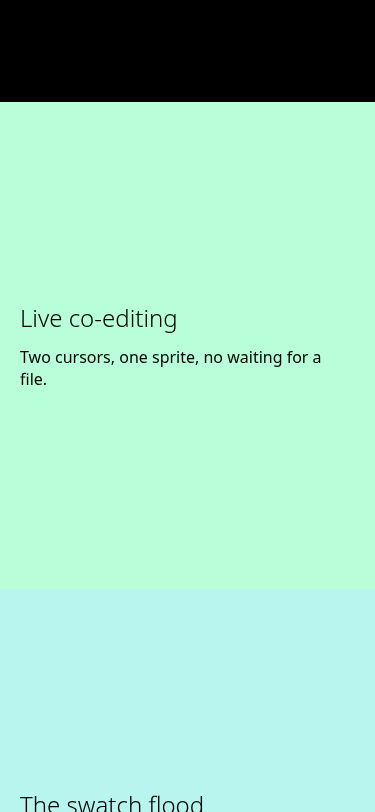 Live co-editing
Two cursors, one sprite, no waiting for a
file.
The swatch flood